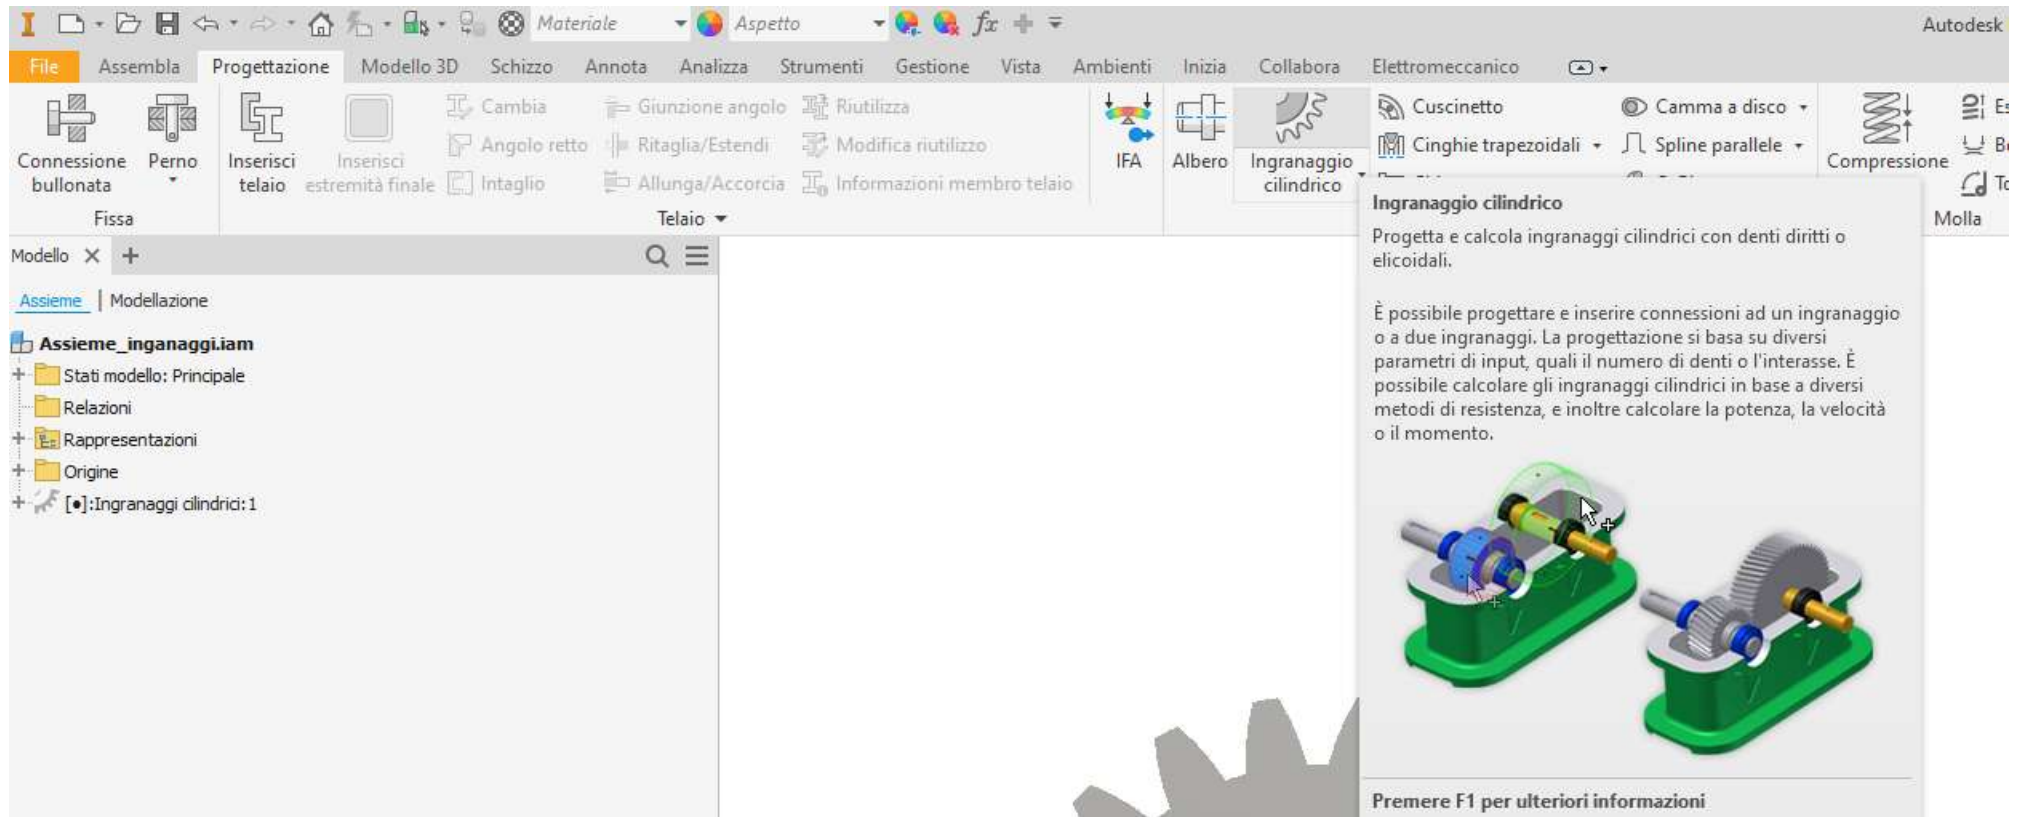 Materiale
Aspetto
fx
Autodesk
File Assembla Progettazione Modello 3D Schizzo Annota Analizza Strumenti Gestione Vista Ambienti Inizia Collabora Elettromeccanico
Connessione bullonata
Perno
Fissa
Inserisci telaio
Inserisci estremità finale
Cambia
Angolo retto
Intaglio
Giunzione angolo
Ritaglia/Estendi
Allunga/Accorcia
Riutilizza
Modifica riutilizzo
Informazioni membro telaio
Telaio
IFA
Albero
Ingranaggio cilindrico
Cuscinetto
Cinghie trapezoidali
Camma a disco
Spline parallele
Compressione
Molla
Modello
Assieme | Modellazione
Assieme_inganaggi.iam
Stati modello: Principale
Relazioni
Rappresentazioni
Origine
[•]:Ingranaggi cilindrici:1
Ingranaggio cilindrico
Progetta e calcola ingranaggi cilindrici con denti diritti o
elicoidali.
È possibile progettare e inserire connessioni ad un ingranaggio
o a due ingranaggi. La progettazione si basa su diversi
parametri di input, quali il numero di denti o l'interasse. È
possibile calcolare gli ingranaggi cilindrici in base a diversi
metodi di resistenza, e inoltre calcolare la potenza, la velocità
o il momento.
Premere F1 per ulteriori informazioni